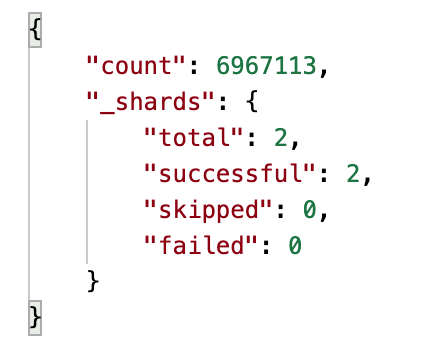 {
"count": 6967113,
"_shards": {
"total": 2,
"successful": 2,
"skipped": 0,
"failed": 0
}
}